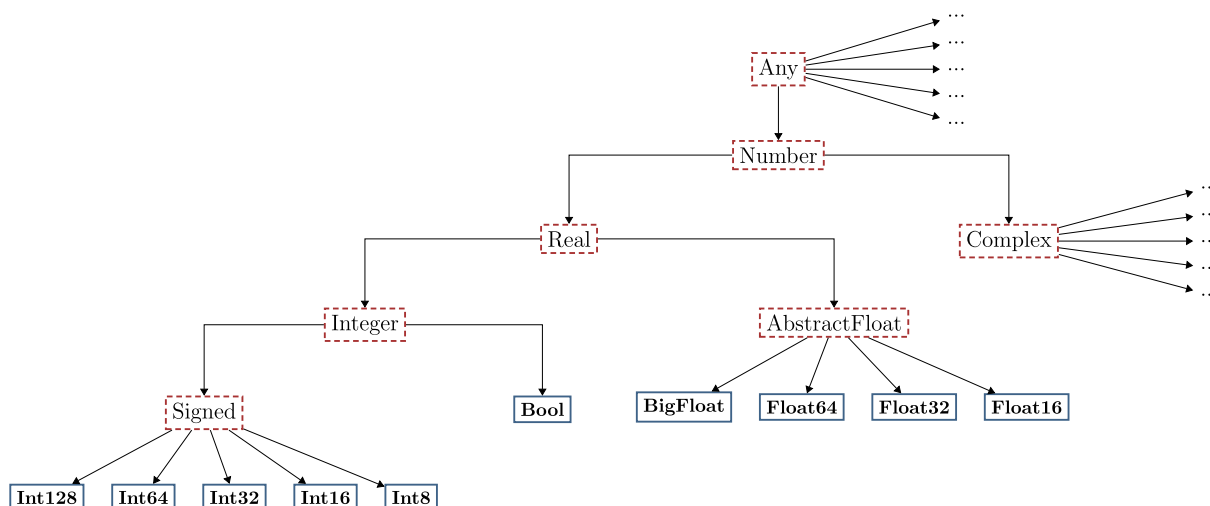 ...
...
Any
...
...
...
Number
...
...
Real
Complex
...
...
...
Integer
AbstractFloat
BigFloat
Float64
Float32
Float16
Signed
Bool
Int128
Int64
Int32
Int16
Int8